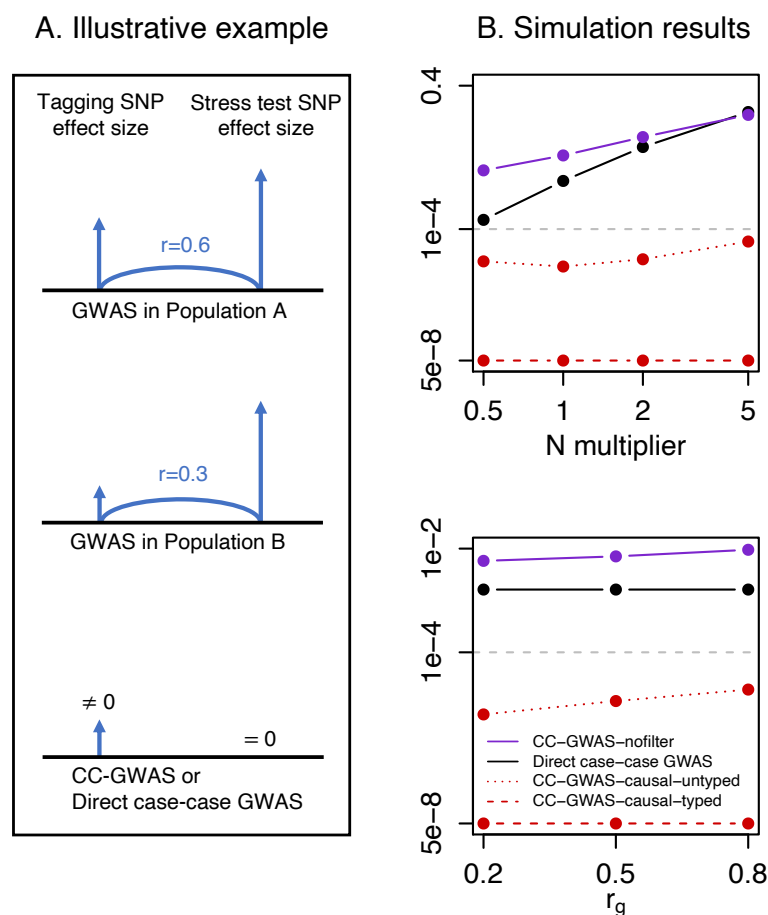 A. Illustrative example
Tagging SNP
effect size
Stress test SNP
effect size
r=0.6
GWAS in Population A
r=0.3
GWAS in Population B
≠ 0
= 0
CC-GWAS or
Direct case-case GWAS
B. Simulation results
0.4
1e−4
5e−8
0.5 1 2 5
N multiplier
1e−2
1e−4
5e−8
CC−GWAS−nofilter
Direct case−case GWAS
CC−GWAS−causal−untyped
CC−GWAS−causal−typed
0.2 0.5 0.8
rg